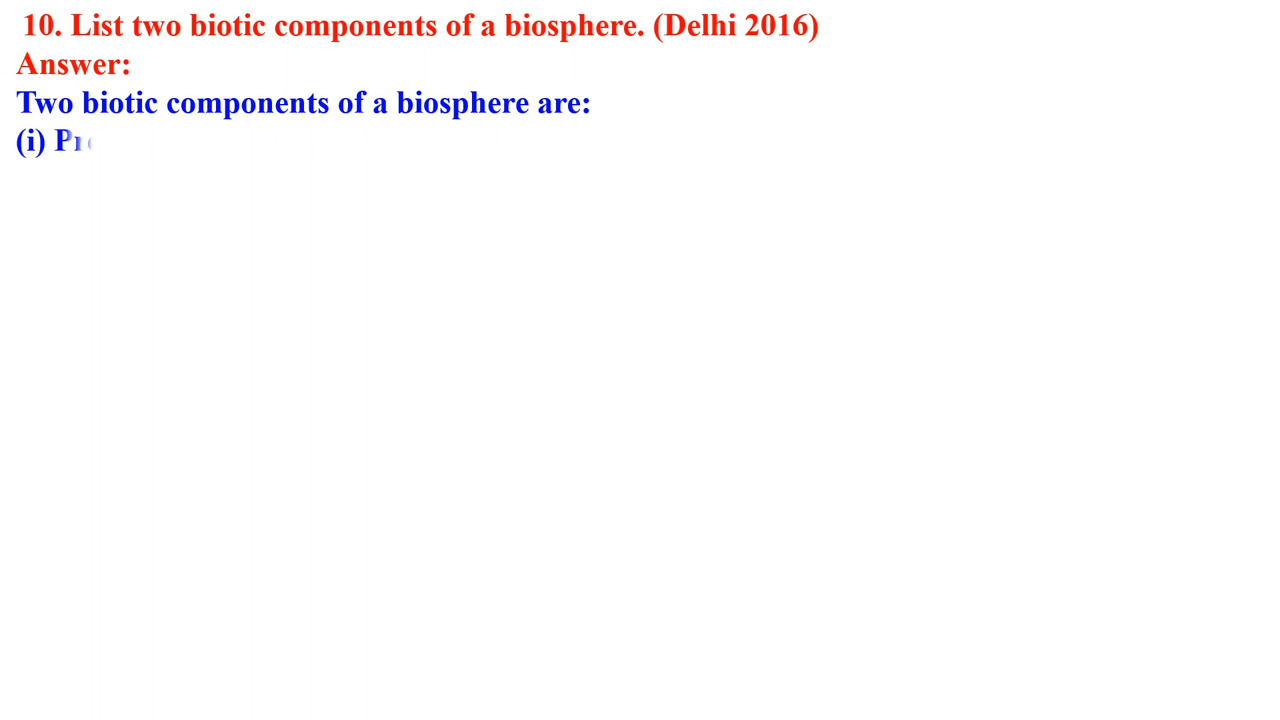 10. List two biotic components of a biosphere. (Delhi 2016)
Answer:
Two biotic components of a biosphere are:
(i)